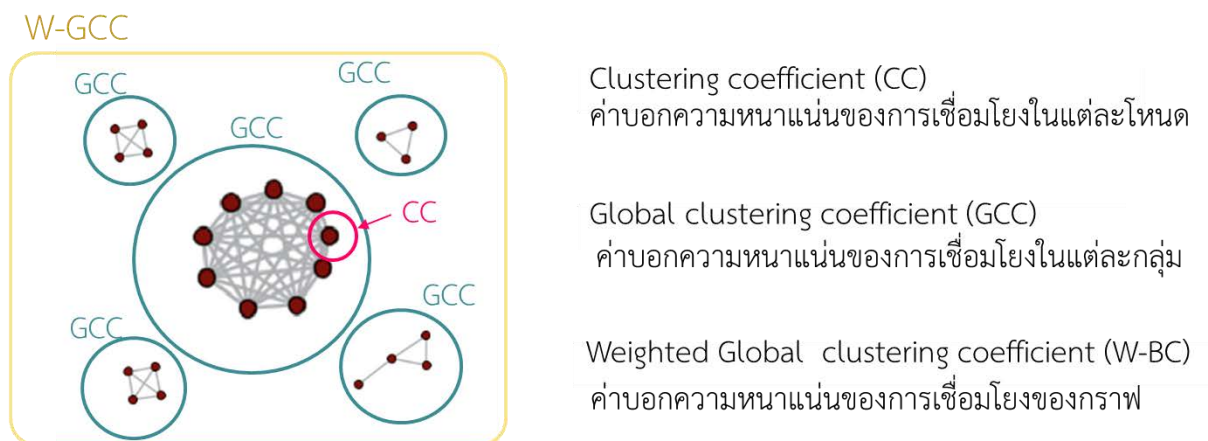 W-GCC
GCC
GCC
GCC
CC
GCC
GCC
Clustering coefficient (CC)
ค่าบอกความหนาแน่นของการเชื่อมโยงในแต่ละโหนด
Global clustering coefficient (GCC)
ค่าบอกความหนาแน่นของการเชื่อมโยงในแต่ละกลุ่ม
Weighted Global clustering coefficient (W-BC)
ค่าบอกความหนาแน่นของการเชื่อมโยงของกราฟ